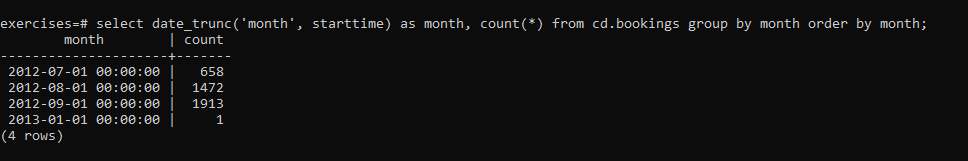 exercises=# select date_trunc('month', starttime) as month, count(*) from cd.bookings group by month order by month;
        month        | count
---------------------+-------
 2012-07-01 00:00:00 |   658
 2012-08-01 00:00:00 |  1472
 2012-09-01 00:00:00 |  1913
 2013-01-01 00:00:00 |     1
(4 rows)